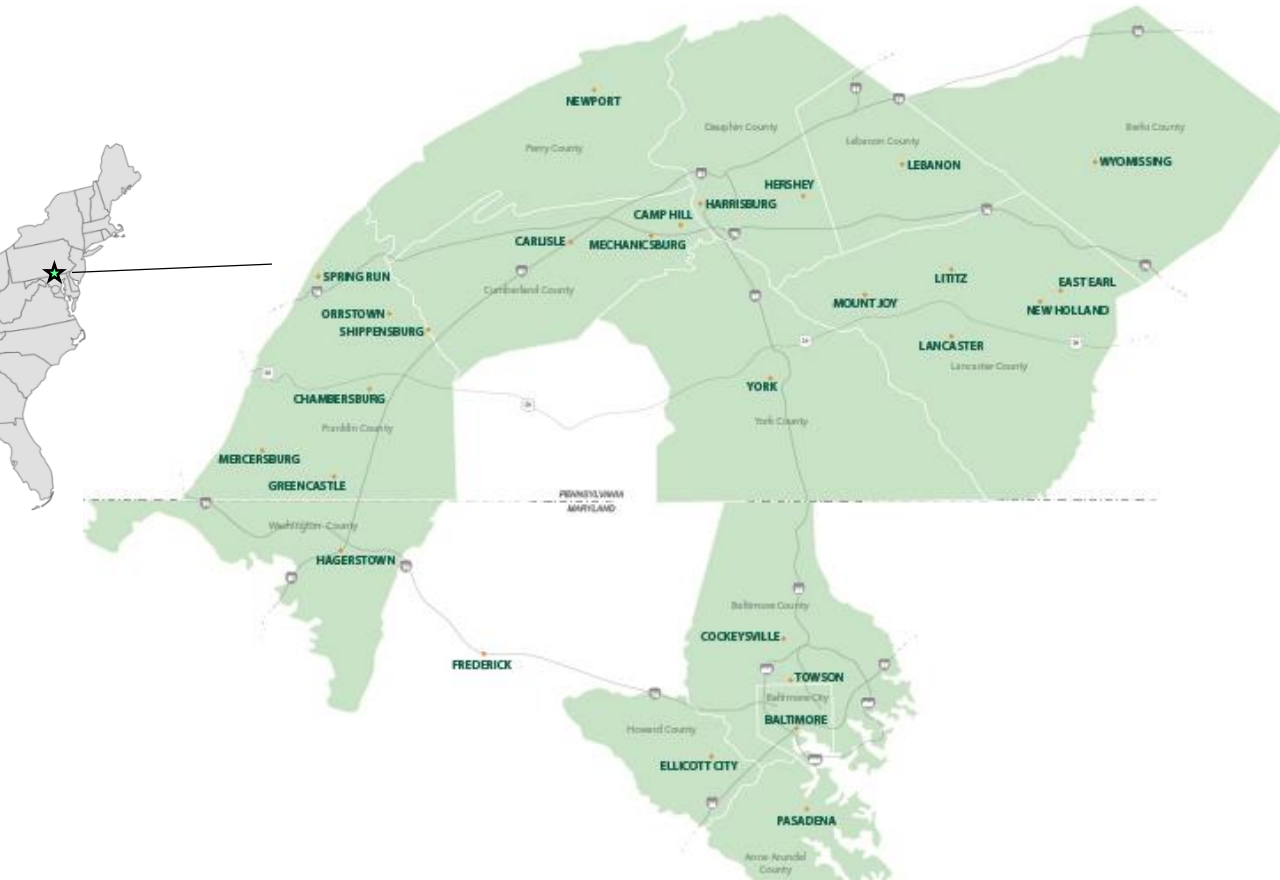 NEWPORT
Dauphin County
Berks County
Perry County
Lebanon County
WYOMISSING
LEBANON
HERSHEY
HARRISBURG
CAMP HILL
CARLISLE
MECHANICSBURG
SPRING RUN
LITITZ
EAST EARL
Cumberland County
MOUNT JOY
NEW HOLLAND
ORRSTOWN
SHIPPENSBURG
LANCASTER
Lancaster County
YORK
CHAMBERSBURG
York County
Franklin County
MERCERSBURG
GREENCASTLE
PENNSYLVANIA
MARYLAND
Washington County
HAGERSTOWN
Baltimore County
COCKEYSVILLE
FREDERICK
TOWSON
Baltimore City
BALTIMORE
Howard County
ELLICOTT CITY
PASADENA
Anne Arundel
County